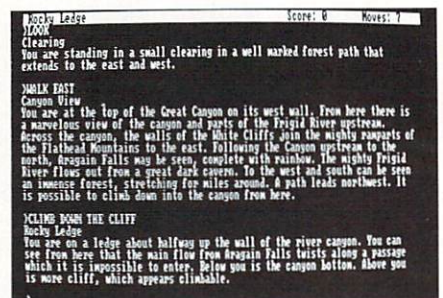 Rocky Ledge Score: 0 Moves: 7
>LOOK
Clearing
You are standing in a small clearing in a well marked forest path that
extends to the east and west.
>WALK EAST
Canyon View
You are at the top of the Great Canyon on its west wall. From here there is
a marvelous view of the canyon and parts of the Frigid River upstream.
Across the canyon, the walls of the White Cliffs join the mighty ramparts of
the Flathead Mountains to the east. Following the Canyon upstream to the
north, Aragain Falls may be seen, complete with rainbow. The mighty Frigid
River flows out from a great dark cavern. To the west and south can be seen
an immense forest, stretching for miles around. A path leads northwest. It
is possible to climb down into the canyon from here.
>CLIMB DOWN THE CLIFF
Rocky Ledge
You are on a ledge about halfway up the wall of the river canyon. You can
see from here that the main flow from Aragain Falls twists along a passage
which it is impossible to enter. Below you is the canyon bottom. Above you
is more cliff, which appears climbable.
>